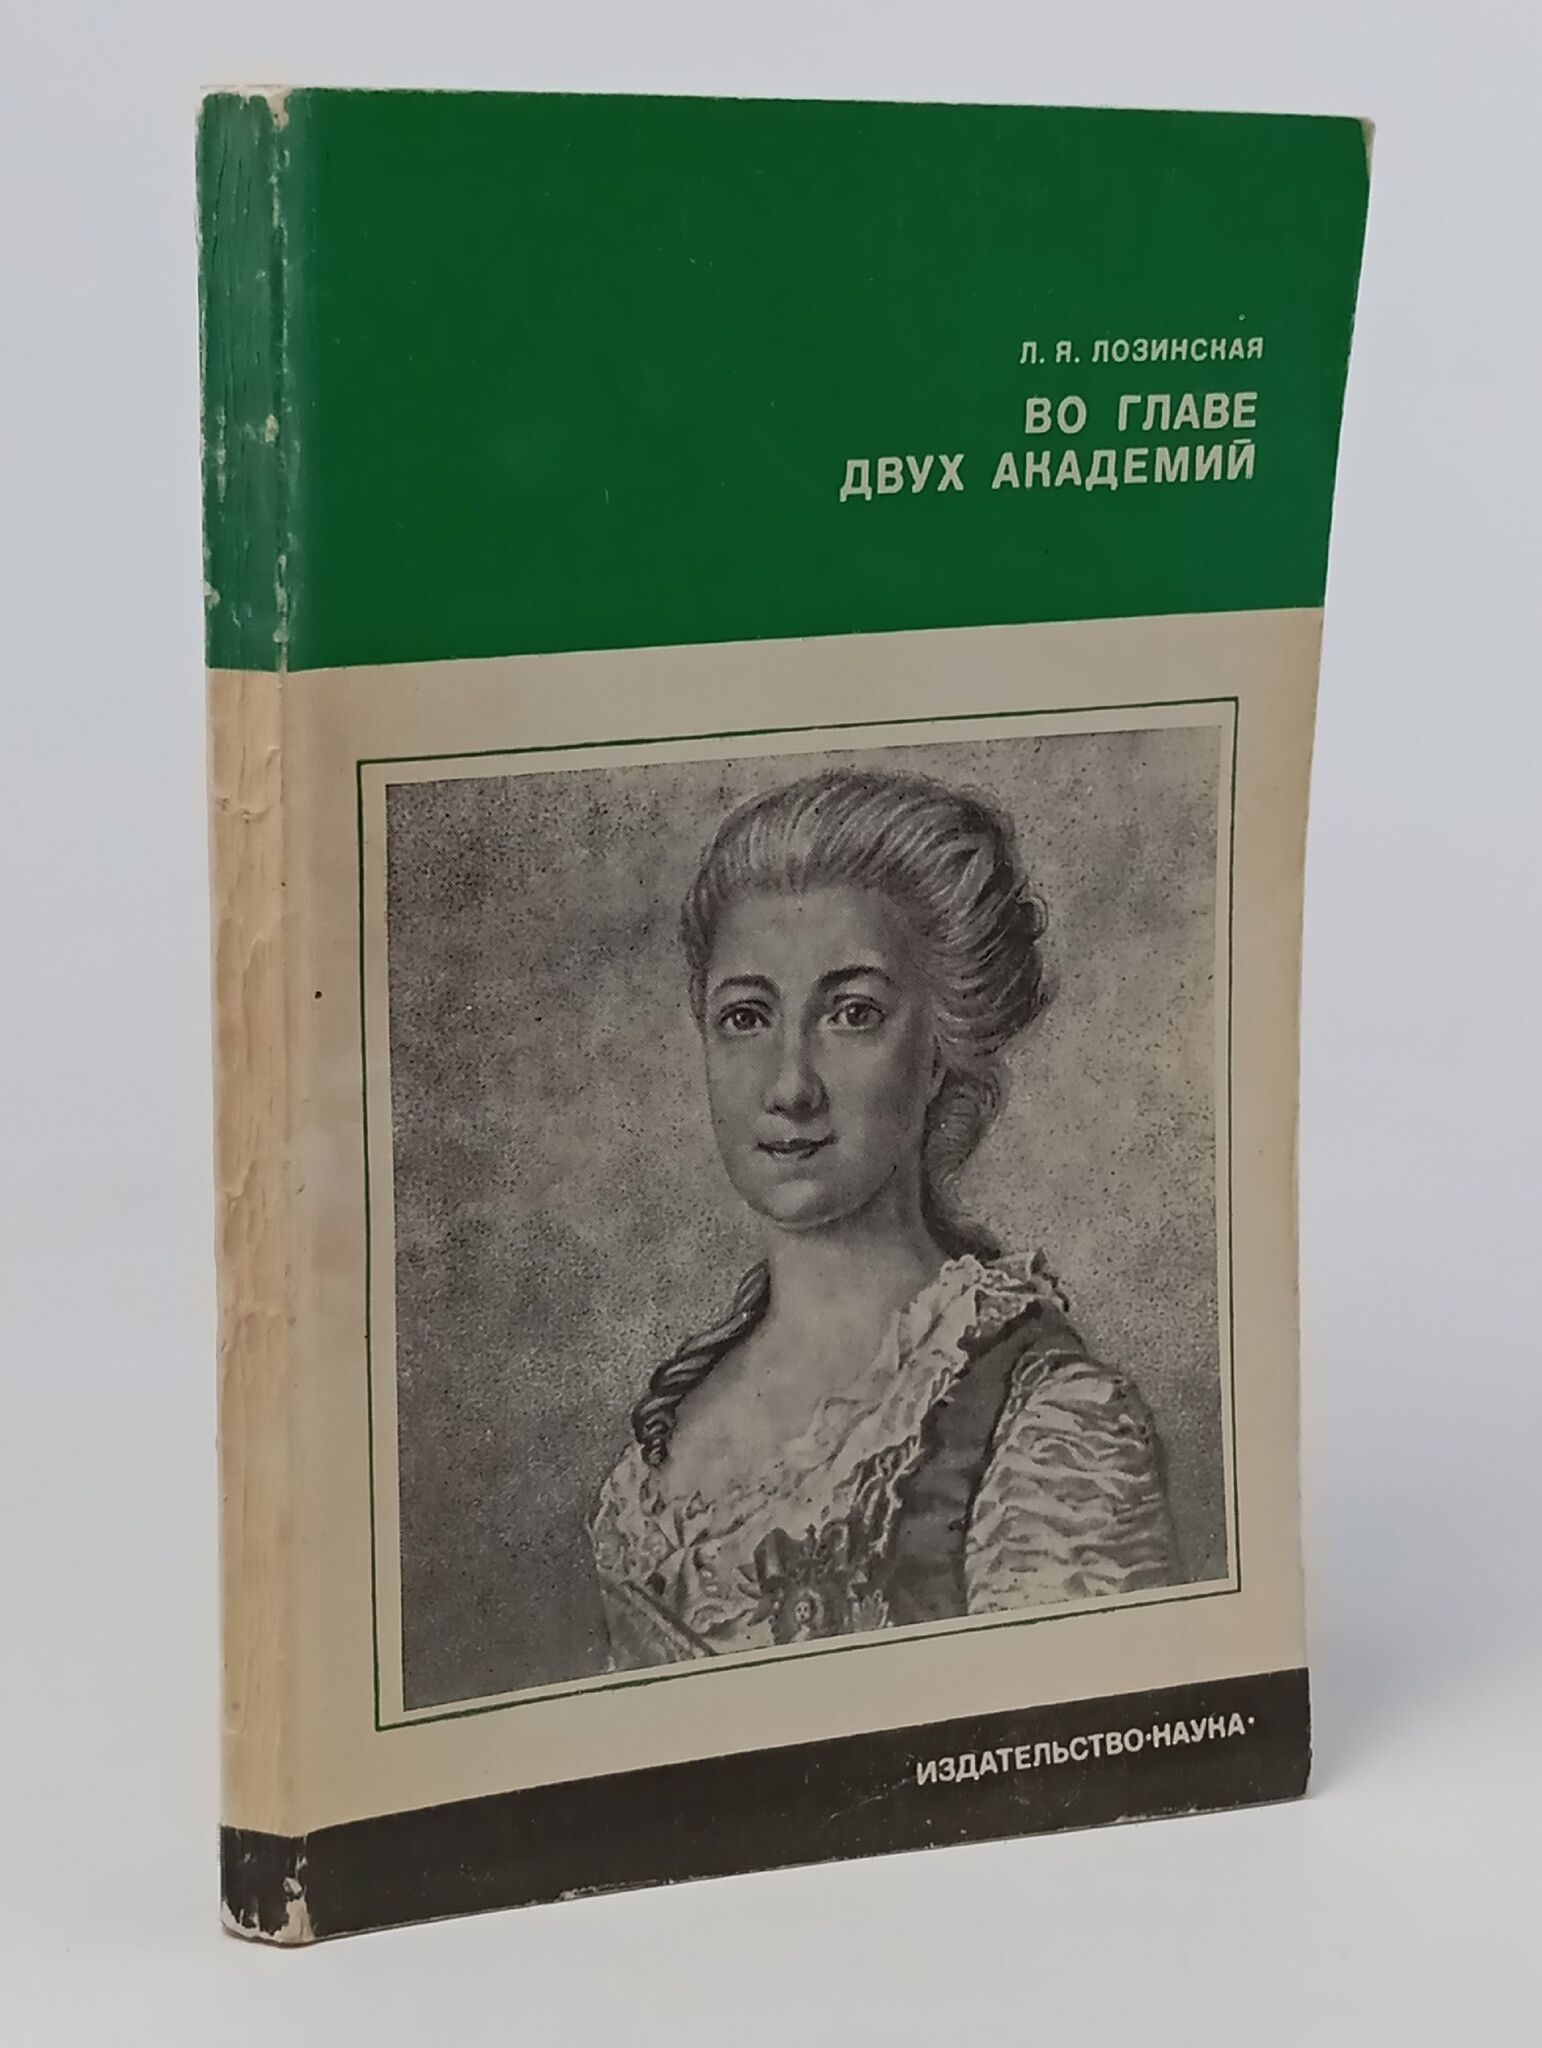 Л. Я. ЛОЗИНСКАЯ
ВО ГЛАВЕ
ДВУХ АКАДЕМИЙ
ИЗДАТЕЛЬСТВО·НАУКА·